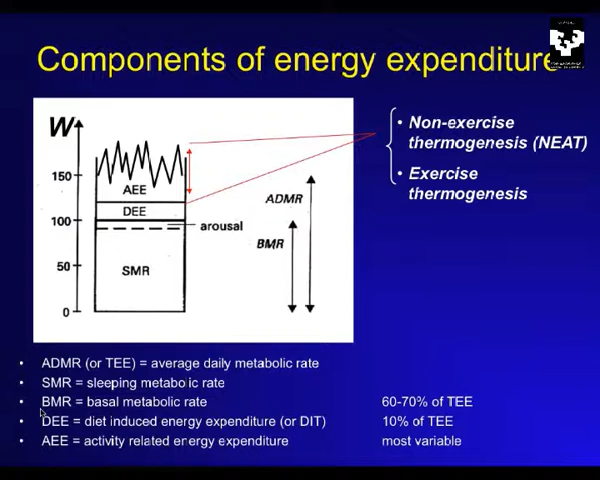 Components of energy expenditure
W
150
100
50
0
AEE
DEE
arousal
SMR
BMR
ADMR
• Non-exercise
thermogenesis (NEAT)
• Exercise
thermogenesis
• ADMR (or TEE) = average daily metabolic rate
• SMR = sleeping metabolic rate
• BMR = basal metabolic rate 60-70% of TEE
• DEE = diet induced energy expenditure (or DIT) 10% of TEE
• AEE = activity related energy expenditure most variable